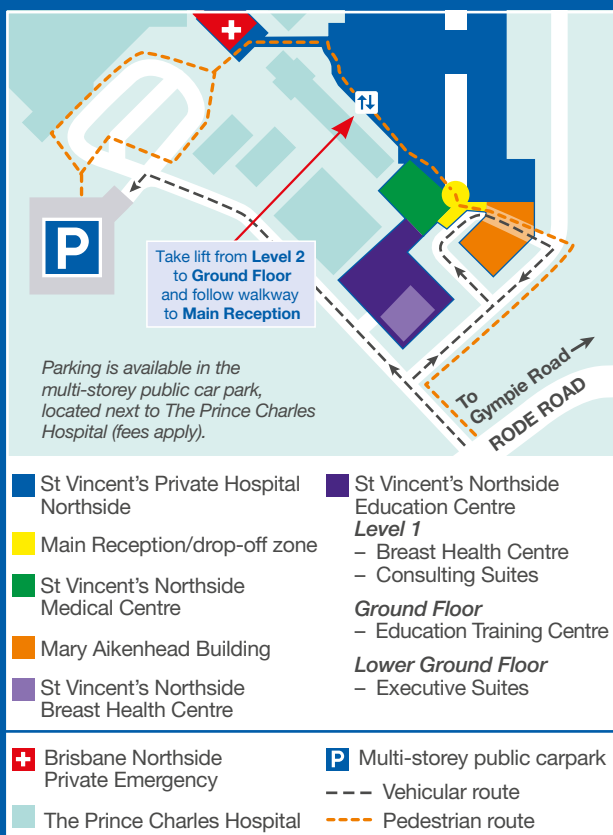 Take lift from Level 2
to Ground Floor
and follow walkway
to Main Reception
P
Parking is available in the
multi-storey public car park,
located next to The Prince Charles
Hospital (fees apply).
To
Gympie Road
RODE ROAD
St Vincent's Private Hospital
Northside
Main Reception/drop-off zone
St Vincent's Northside
Medical Centre
Mary Aikenhead Building
St Vincent's Northside
Breast Health Centre
St Vincent's Northside
Education Centre
Level 1
– Breast Health Centre
– Consulting Suites
Ground Floor
– Education Training Centre
Lower Ground Floor
– Executive Suites
Brisbane Northside
Private Emergency
The Prince Charles Hospital
P Multi-storey public carpark
Vehicular route
Pedestrian route